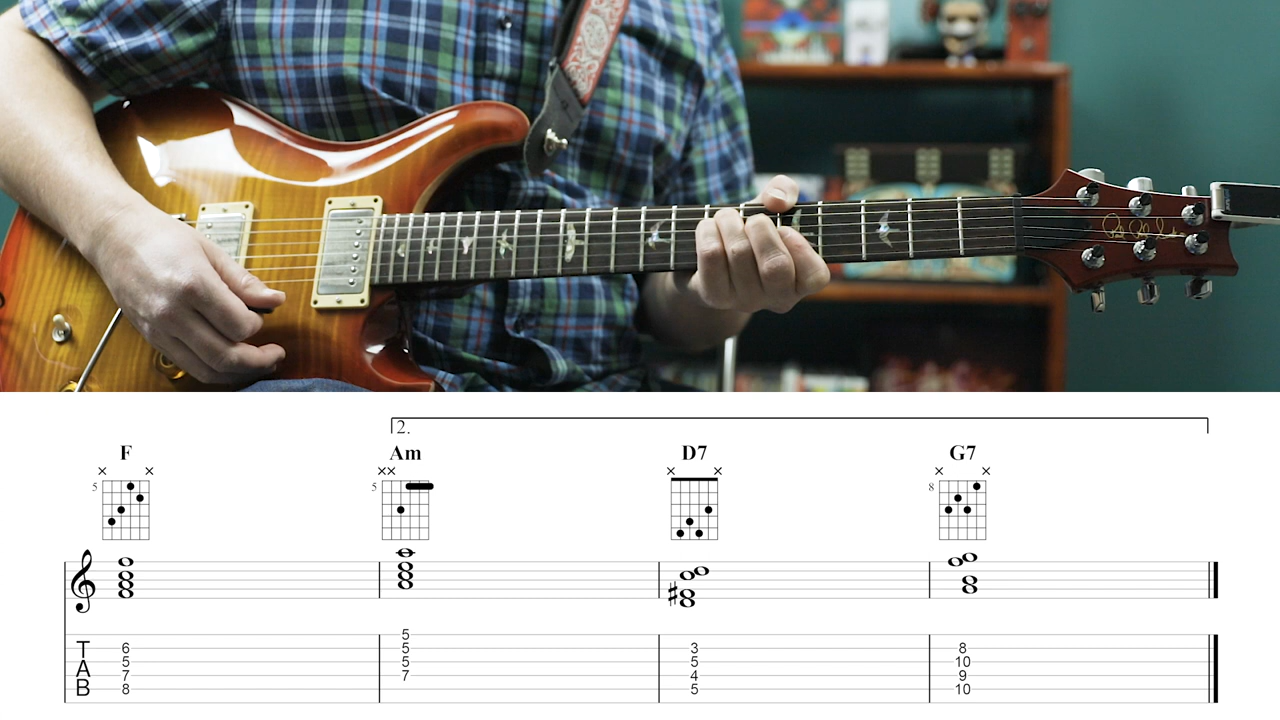 2.
F Am D7 G7
× × ×× × × × ×
5 5 8
5
T 6 5 3 8
A 5 5 5 10
7 7 4 9
B 8 5 10